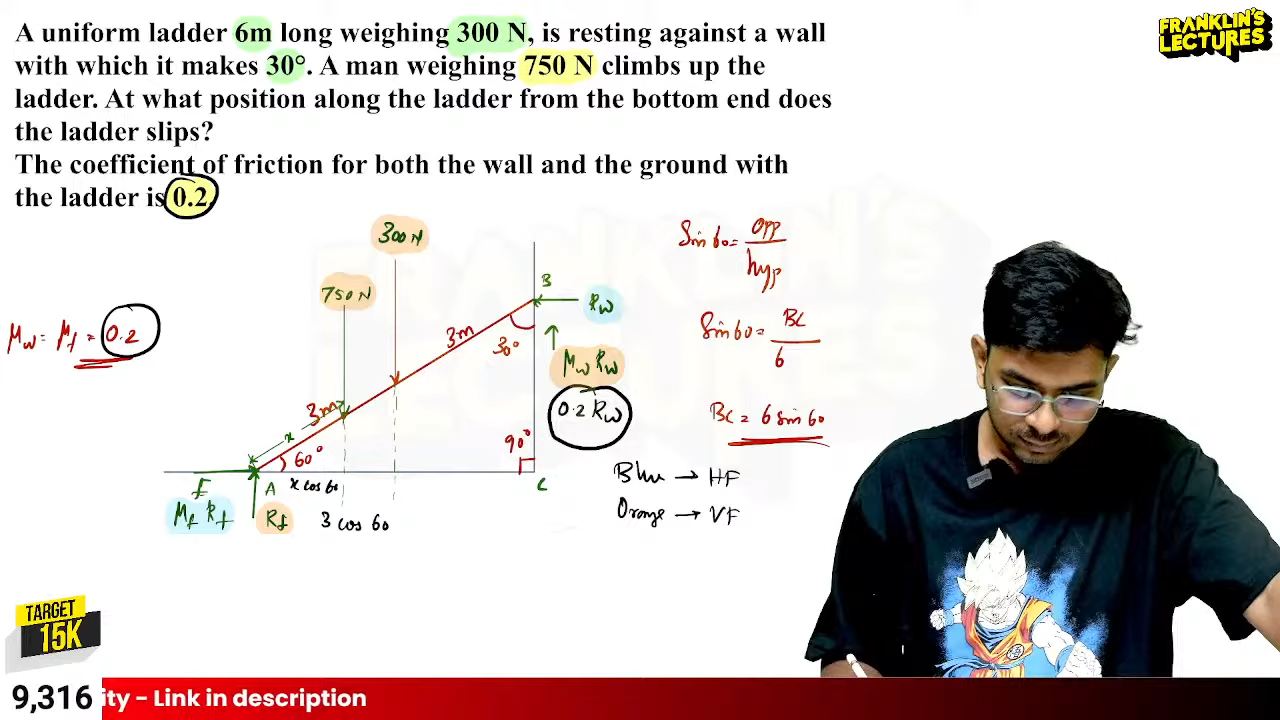 A uniform ladder 6m long weighing 300 N, is resting against a wall
with which it makes 30°. A man weighing 750 N climbs up the
ladder. At what position along the ladder from the bottom end does
the ladder slips?
The coefficient of friction for both the wall and the ground with
the ladder is 0.2.
FRANKLIN'S
LECTURES
μw = μf = 0.2
300 N
750 N
B
Rw
3m
30°
μw Rw
0.2 Rw
3m
x
60°
90°
F
A
x cos 60
C
μf Rf
Rf
3 cos 60
Sin 60 = opp
hyp
Sin 60 = BC
6
BC = 6 sin 60
Blue → HF
Orange → VF
TARGET
15K
9,316
ity - Link in description